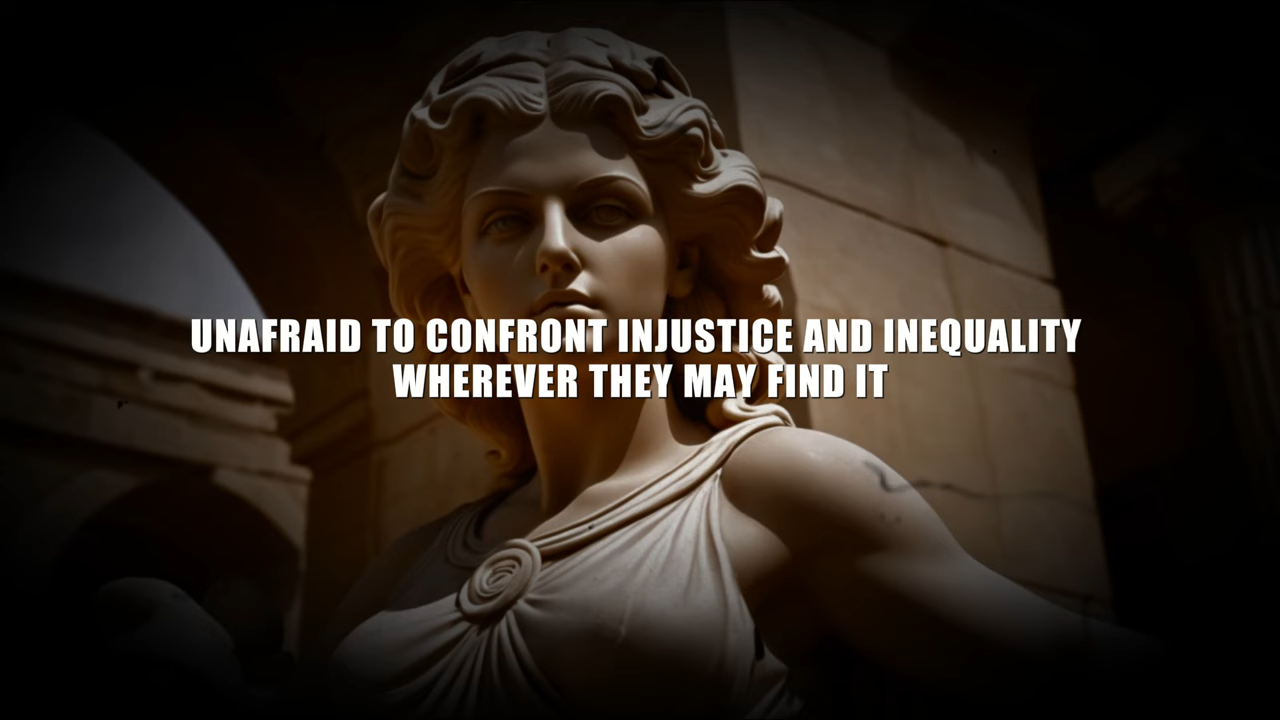 UNAFRAID TO CONFRONT INJUSTICE AND INEQUALITY
WHEREVER THEY MAY FIND IT